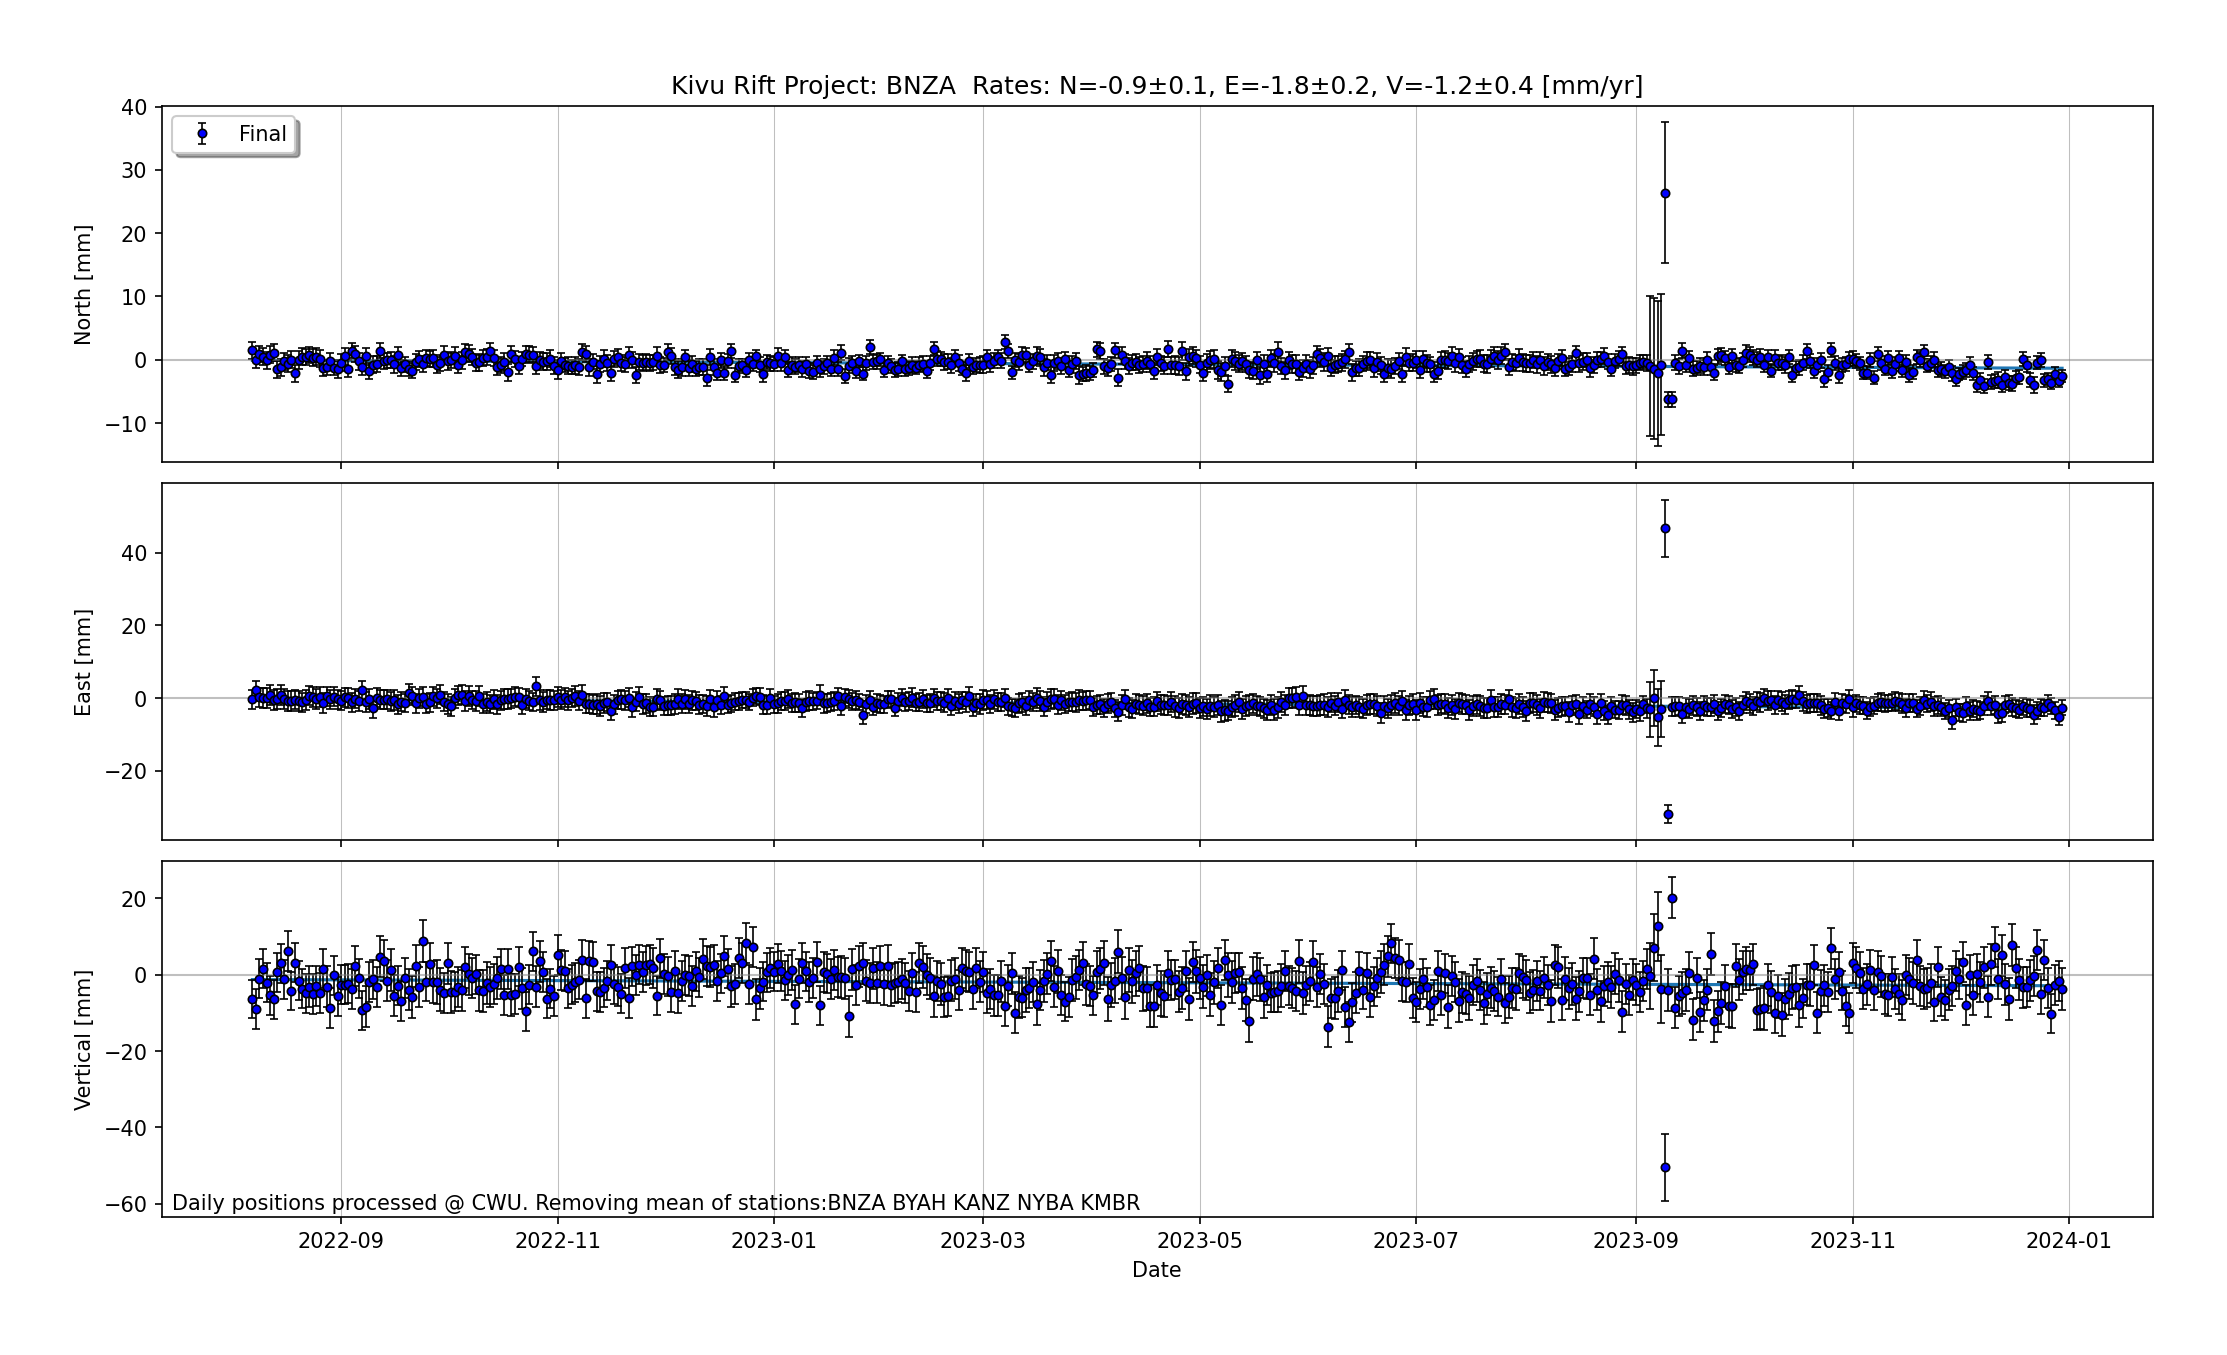 Kivu Rift Project: BNZA  Rates: N=-0.9±0.1, E=-1.8±0.2, V=-1.2±0.4 [mm/yr]
Final
North [mm]
40
30
20
10
0
−10
East [mm]
40
20
0
−20
Vertical [mm]
20
0
−20
−40
−60
Daily positions processed @ CWU. Removing mean of stations:BNZA BYAH KANZ NYBA KMBR
2022-09 2022-11 2023-01 2023-03 2023-05 2023-07 2023-09 2023-11 2024-01
Date